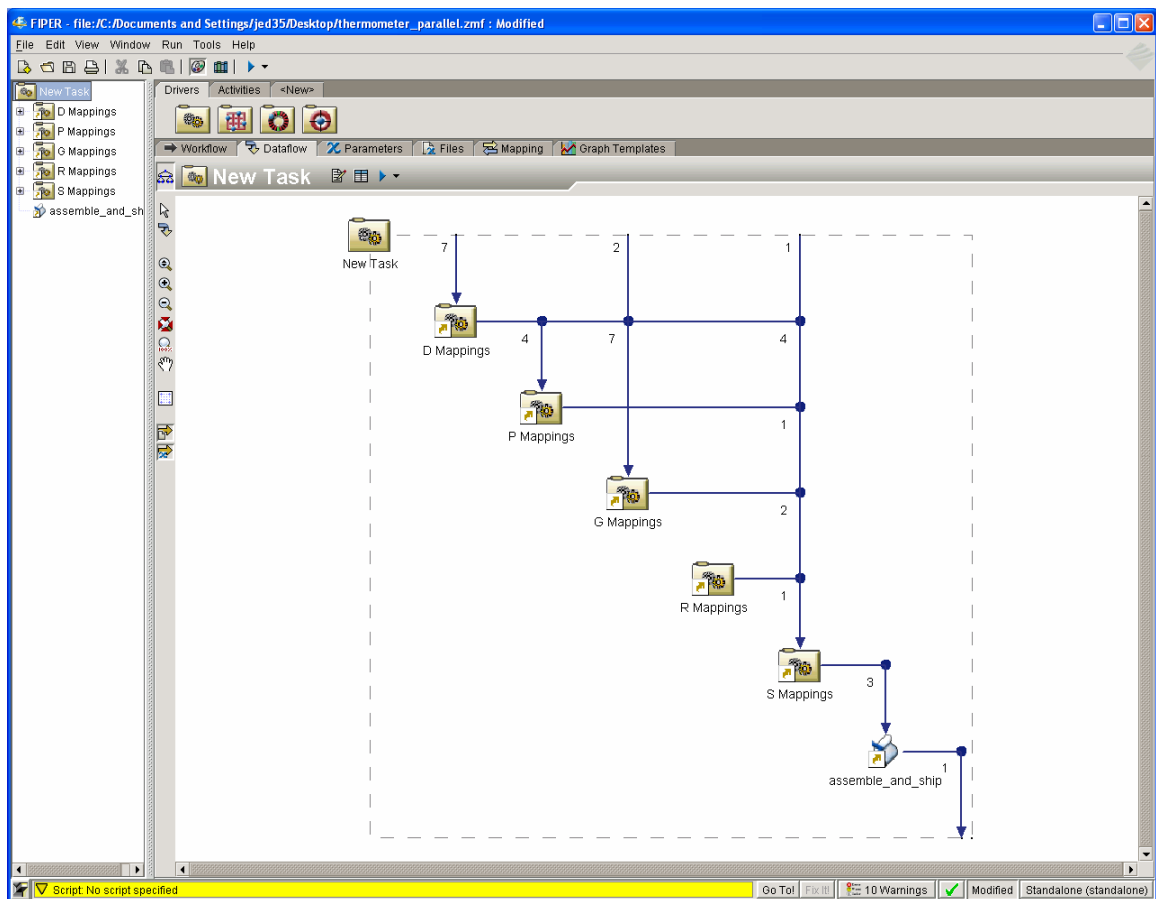 FIPER - file:/C:/Documents and Settings/jed35/Desktop/thermometer_parallel.zmf : Modified
File Edit View Window Run Tools Help
New Task
D Mappings
P Mappings
G Mappings
R Mappings
S Mappings
assemble_and_sh
Drivers Activities <New>
Workflow Dataflow Parameters Files Mapping Graph Templates
New Task
New Task
7 2 1
D Mappings
4 7 4
P Mappings
1
G Mappings
2
R Mappings
1
S Mappings
3
assemble_and_ship
1
Script: No script specified Go To! Fix It! 10 Warnings Modified Standalone (standalone)